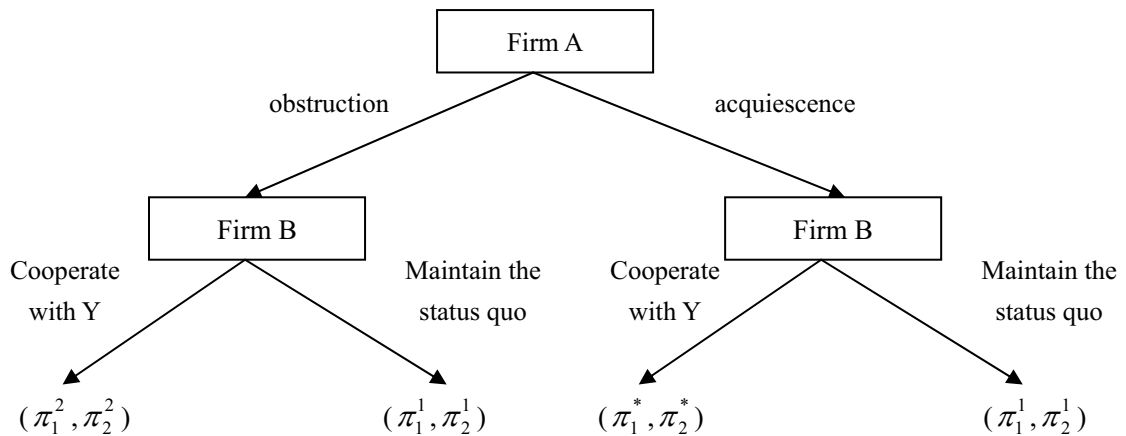 Firm A
obstruction
acquiescence
Firm B
Firm B
Cooperate
with Y
Maintain the
status quo
Cooperate
with Y
Maintain the
status quo
(π₁²,π₂²)
(π₁¹,π₂¹)
(π₁*,π₂*)
(π₁¹,π₂¹)